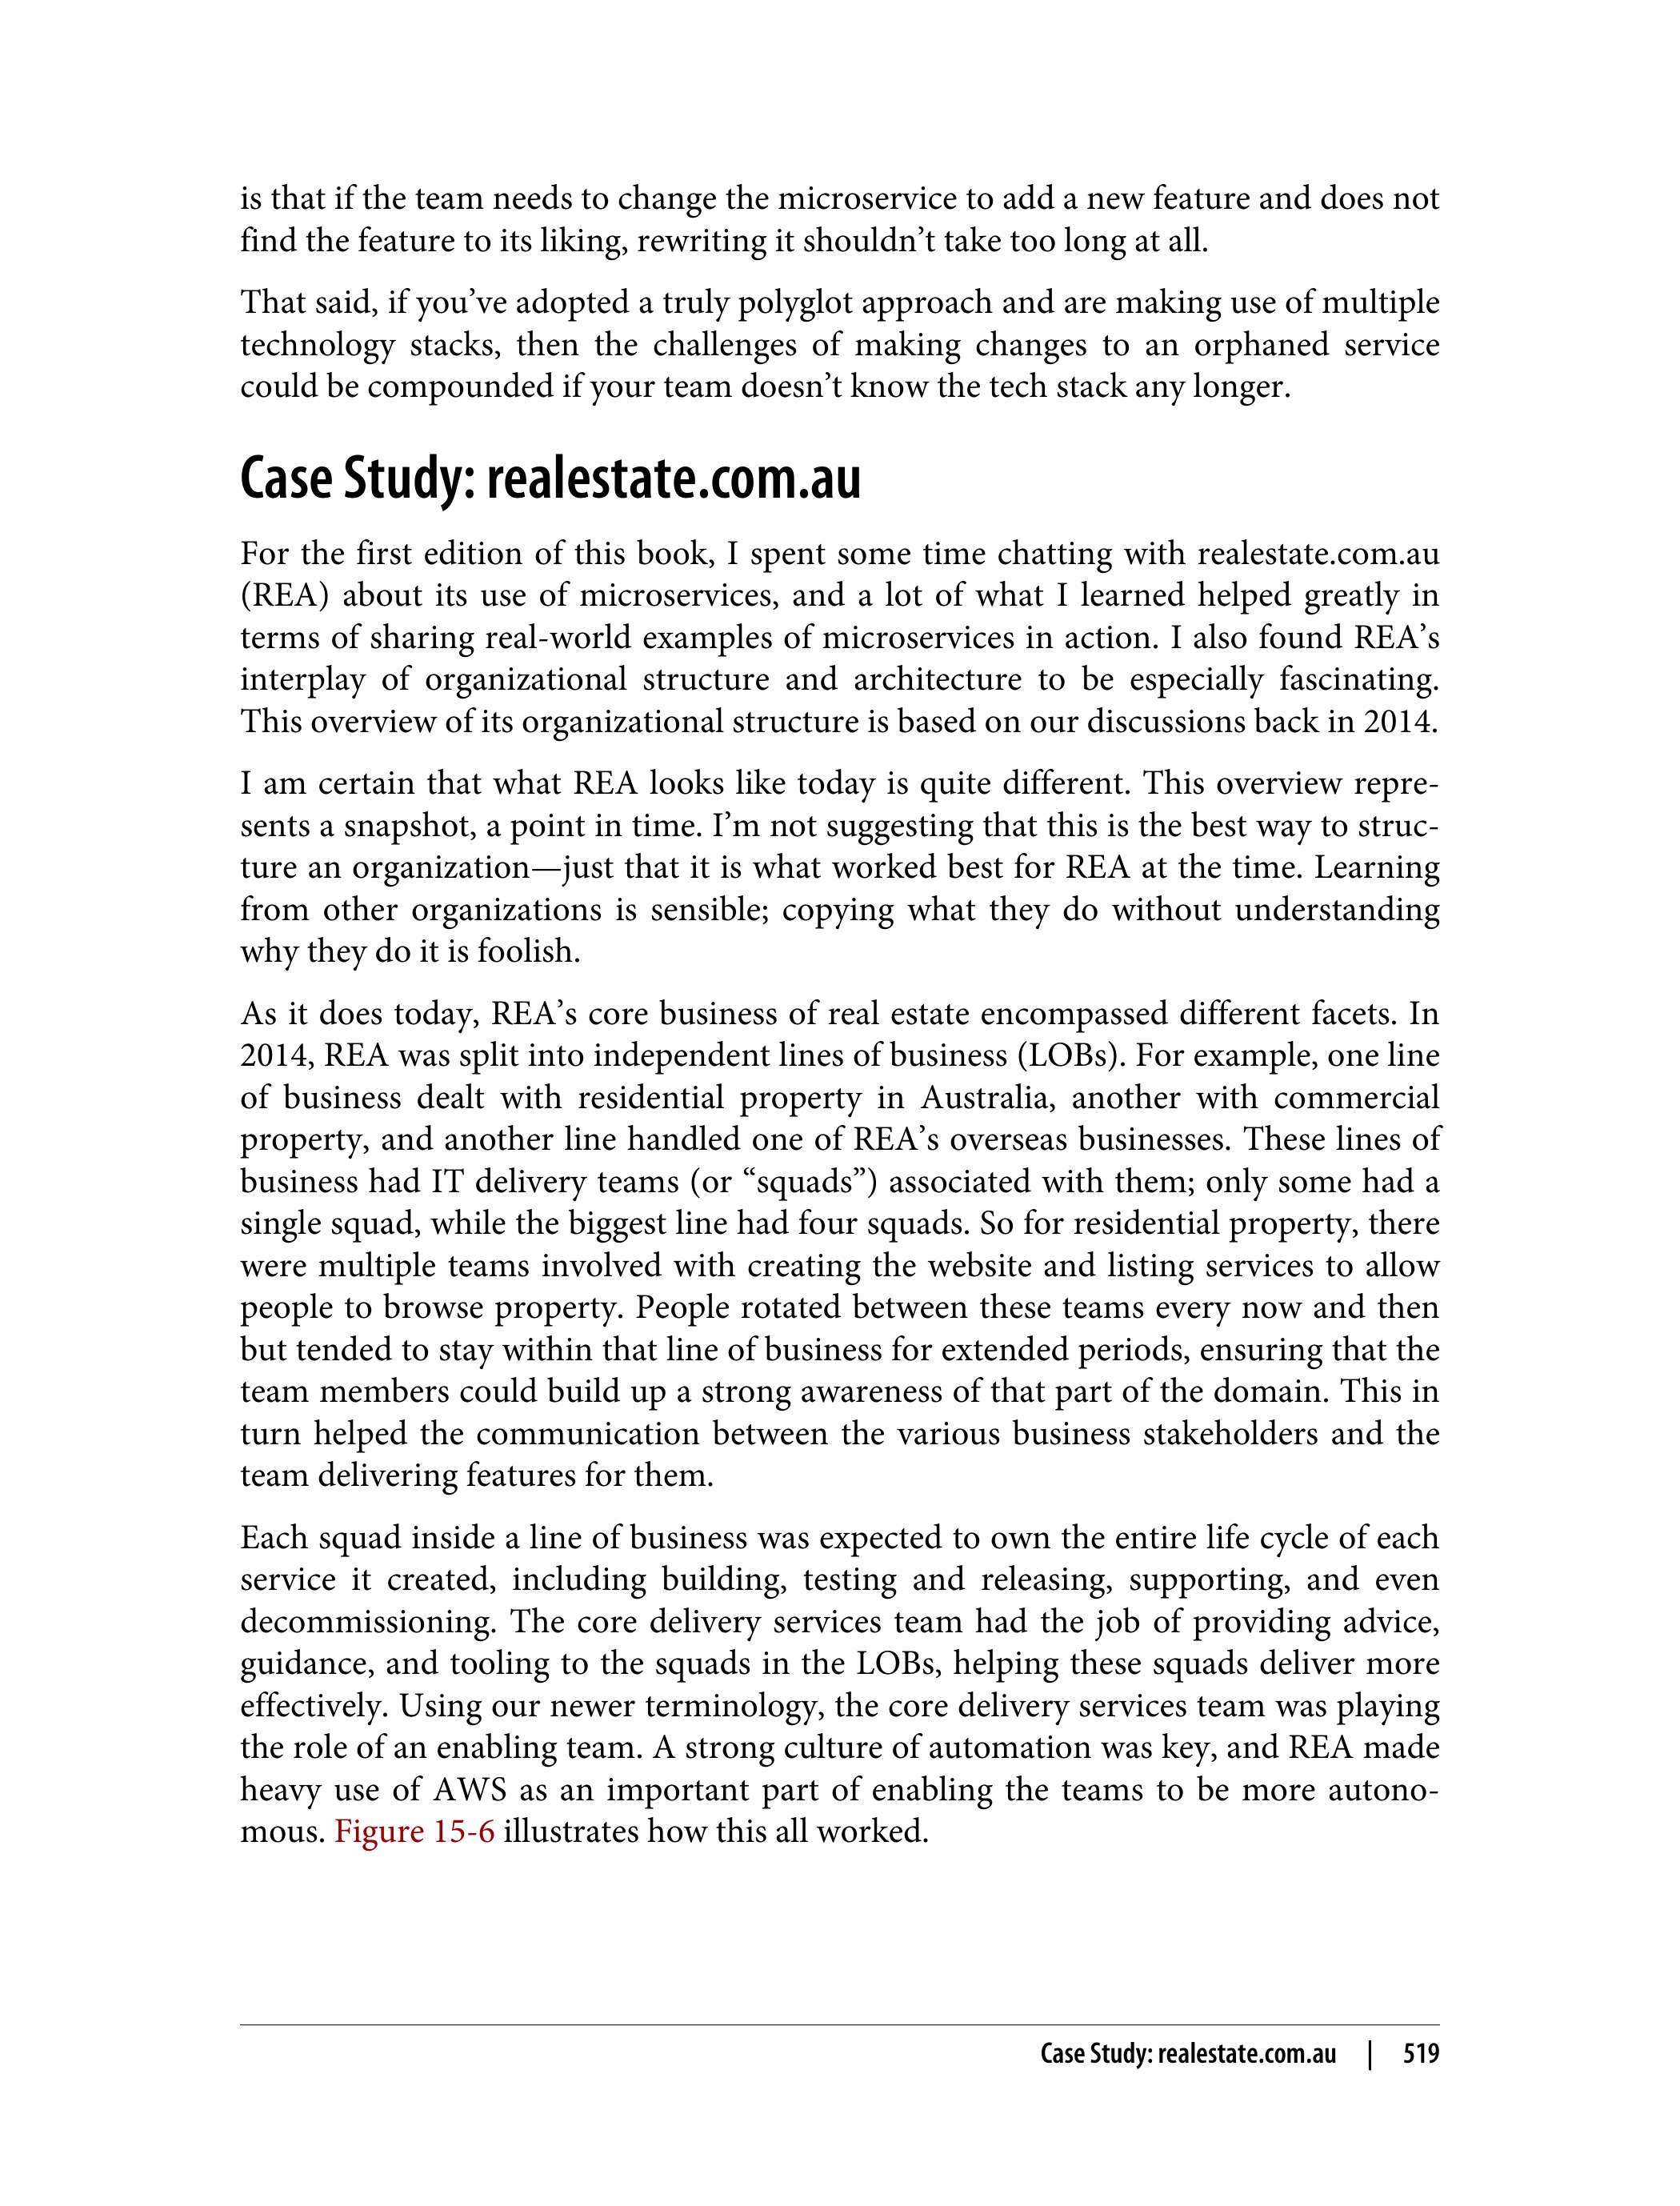 is that if the team needs to change the microservice to add a new feature and does not
find the feature to its liking, rewriting it shouldn’t take too long at all.
That said, if you’ve adopted a truly polyglot approach and are making use of multiple
technology stacks, then the challenges of making changes to an orphaned service
could be compounded if your team doesn’t know the tech stack any longer.
Case Study: realestate.com.au
For the first edition of this book, I spent some time chatting with realestate.com.au
(REA) about its use of microservices, and a lot of what I learned helped greatly in
terms of sharing real-world examples of microservices in action. I also found REA’s
interplay of organizational structure and architecture to be especially fascinating.
This overview of its organizational structure is based on our discussions back in 2014.
I am certain that what REA looks like today is quite different. This overview repre-
sents a snapshot, a point in time. I’m not suggesting that this is the best way to struc-
ture an organization—just that it is what worked best for REA at the time. Learning
from other organizations is sensible; copying what they do without understanding
why they do it is foolish.
As it does today, REA’s core business of real estate encompassed different facets. In
2014, REA was split into independent lines of business (LOBs). For example, one line
of business dealt with residential property in Australia, another with commercial
property, and another line handled one of REA’s overseas businesses. These lines of
business had IT delivery teams (or “squads”) associated with them; only some had a
single squad, while the biggest line had four squads. So for residential property, there
were multiple teams involved with creating the website and listing services to allow
people to browse property. People rotated between these teams every now and then
but tended to stay within that line of business for extended periods, ensuring that the
team members could build up a strong awareness of that part of the domain. This in
turn helped the communication between the various business stakeholders and the
team delivering features for them.
Each squad inside a line of business was expected to own the entire life cycle of each
service it created, including building, testing and releasing, supporting, and even
decommissioning. The core delivery services team had the job of providing advice,
guidance, and tooling to the squads in the LOBs, helping these squads deliver more
effectively. Using our newer terminology, the core delivery services team was playing
the role of an enabling team. A strong culture of automation was key, and REA made
heavy use of AWS as an important part of enabling the teams to be more autono-
mous. Figure 15-6 illustrates how this all worked.
Case Study: realestate.com.au | 519